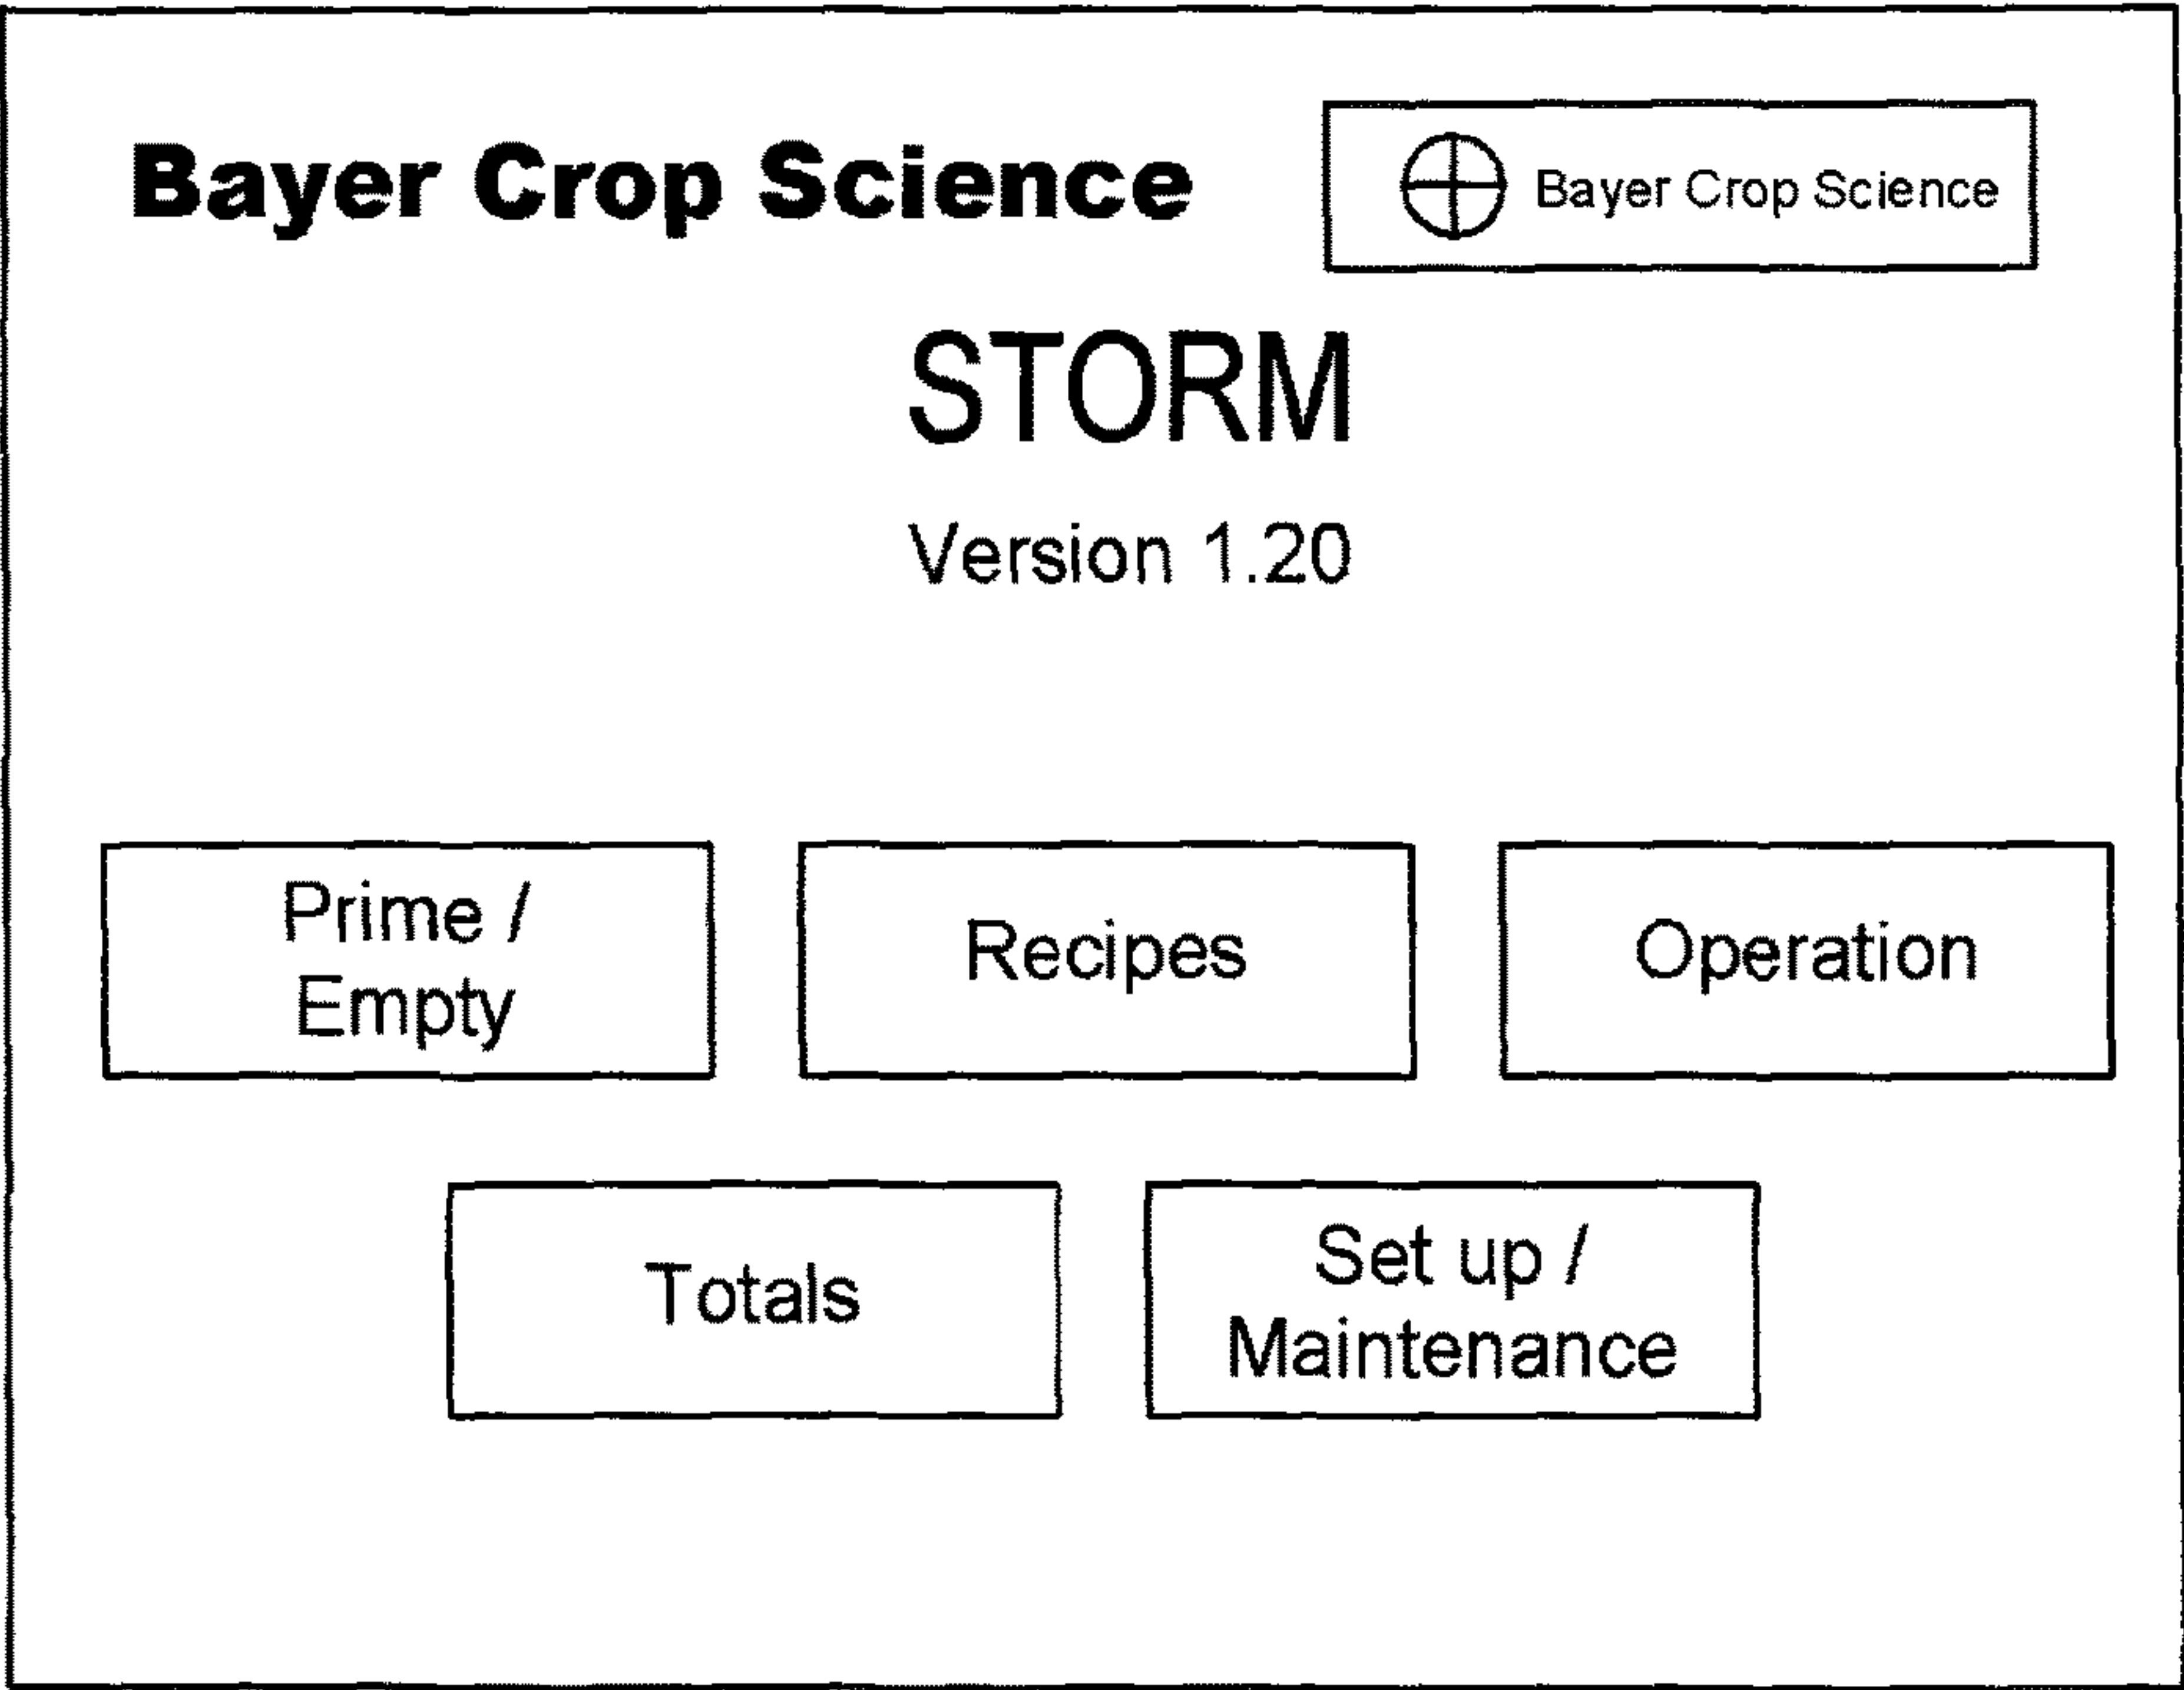 Bayer Crop Science
Bayer Crop Science
STORM
Version 1.20
Prime /
Empty
Recipes
Operation
Totals
Set up /
Maintenance